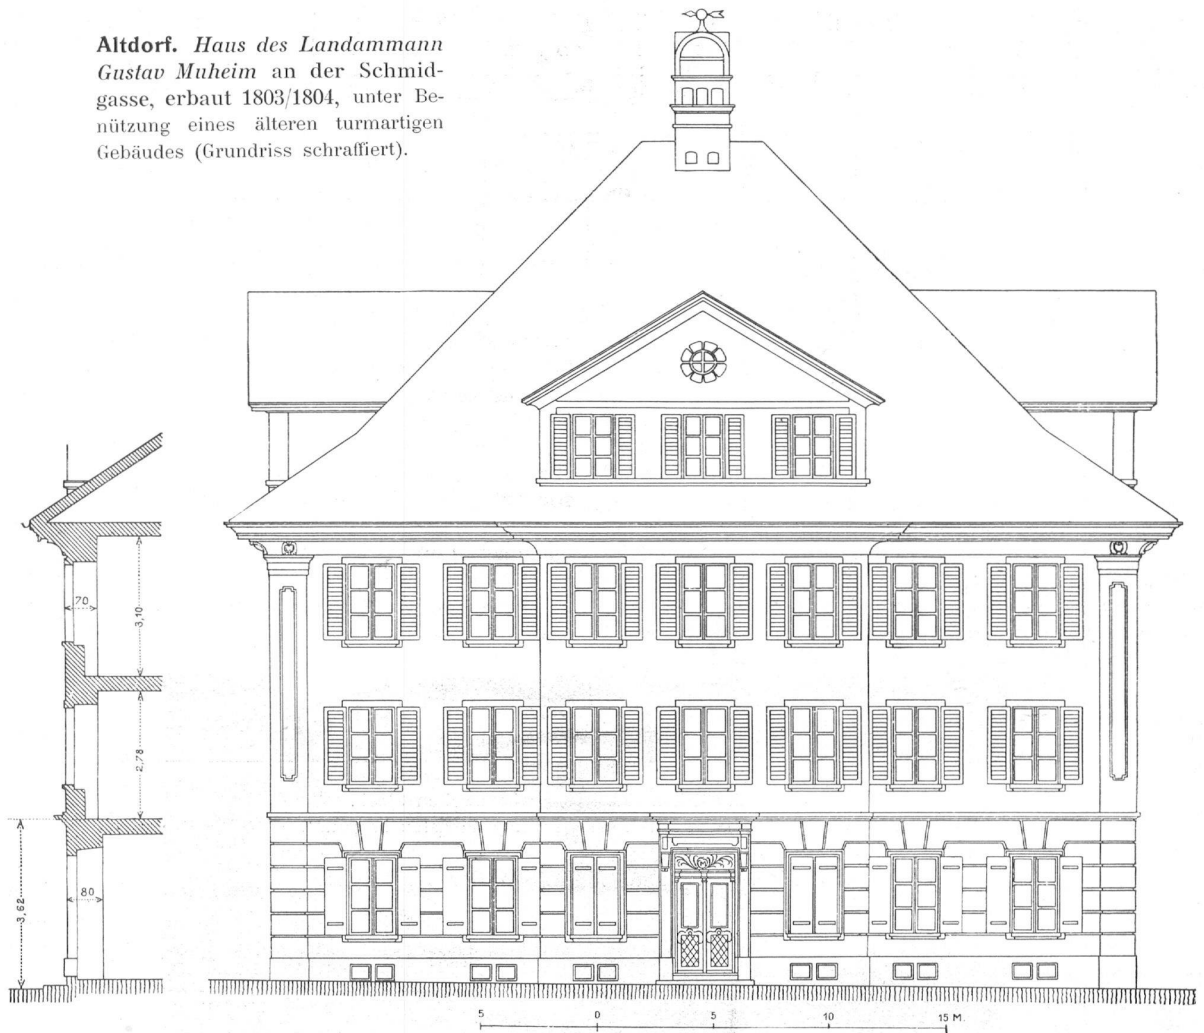 Altdorf. Haus des Landammann
Gustav Muheim an der Schmid-
gasse, erbaut 1803/1804, unter Be-
nützung eines älteren turmartigen
Gebäudes (Grundriss schraffiert).
70
3,10
2,78
80
3,62
5 0 5 10 15 M.